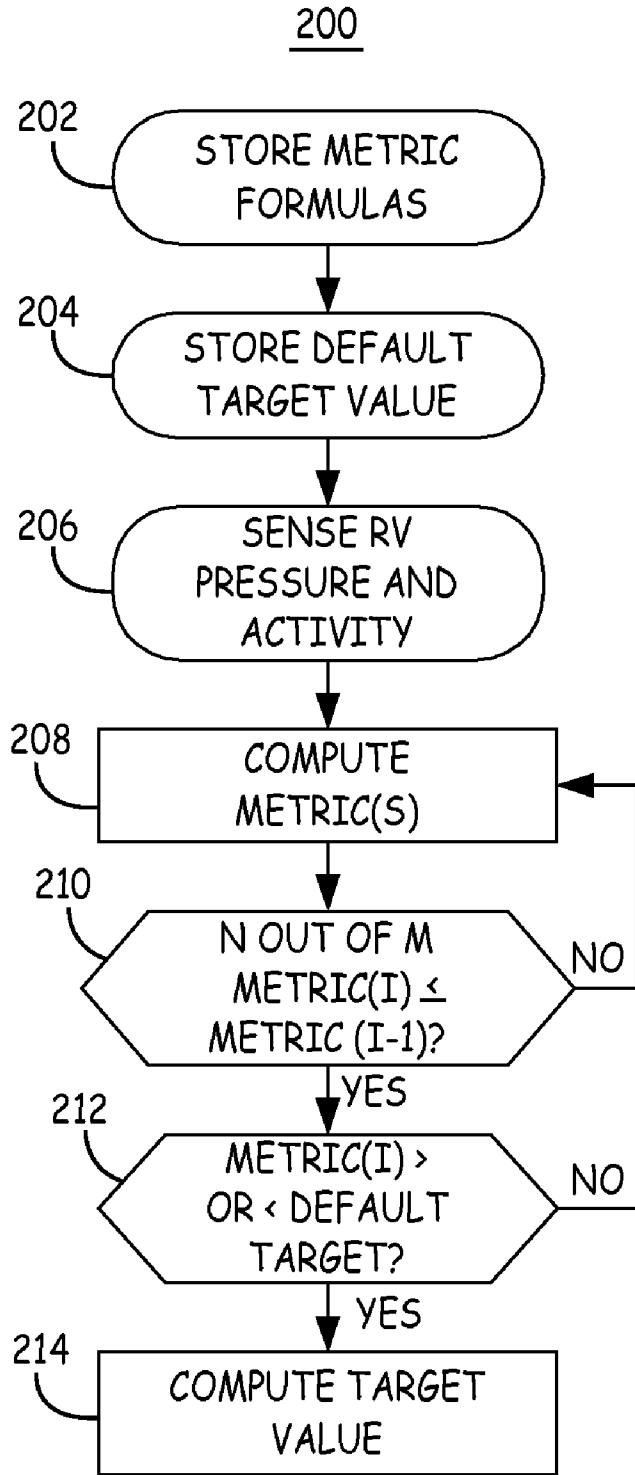 200
202
STORE METRIC
FORMULAS
204
STORE DEFAULT
TARGET VALUE
206
SENSE RV
PRESSURE AND
ACTIVITY
208
COMPUTE
METRIC(S)
210
N OUT OF M
METRIC(I) ≤
METRIC (I-1)?
NO
YES
212
METRIC(I) >
OR < DEFAULT
TARGET?
NO
YES
214
COMPUTE TARGET
VALUE